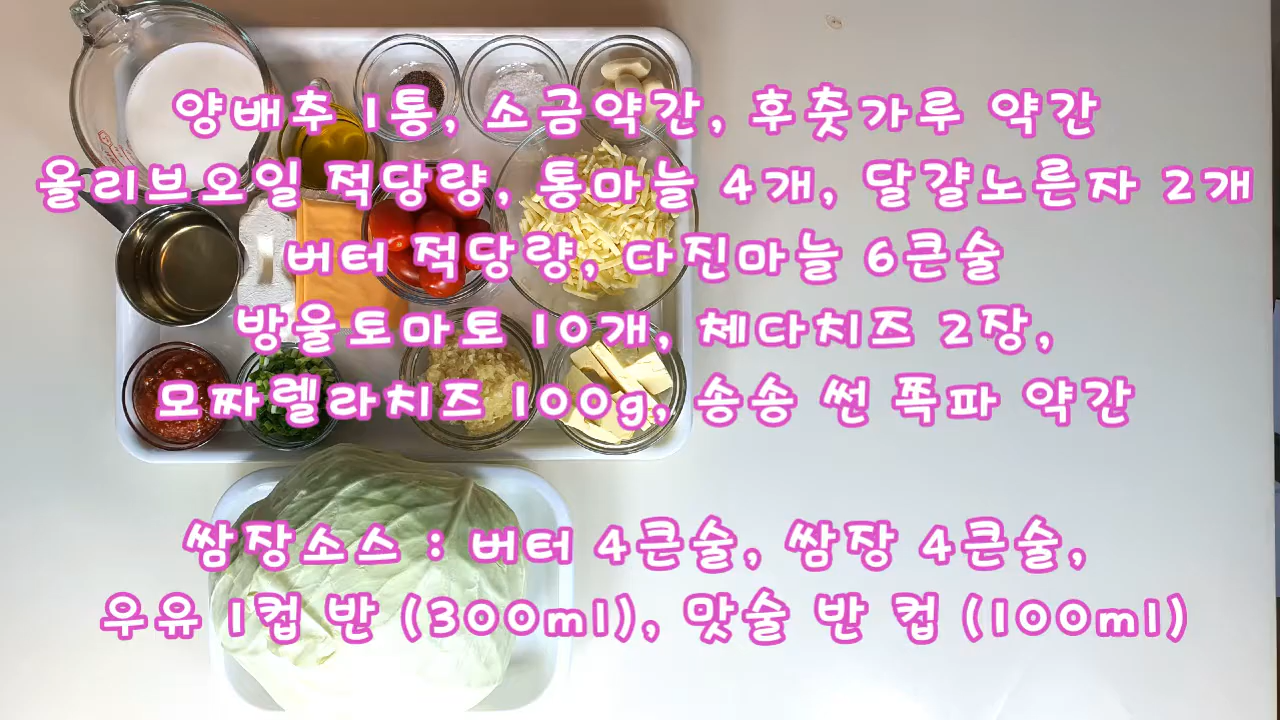 양배추 1통, 소금약간, 후춧가루 약간
올리브오일 적당량, 통마늘 4개, 달걀노른자 2개
버터 적당량, 다진마늘 6큰술
방울토마토 10개, 체다치즈 2장,
모짜렐라치즈 100g, 송송 썬 쪽파 약간
쌈장소스 : 버터 4큰술, 쌈장 4큰술,
우유 1컵 반 (300ml), 맛술 반 컵 (100ml)